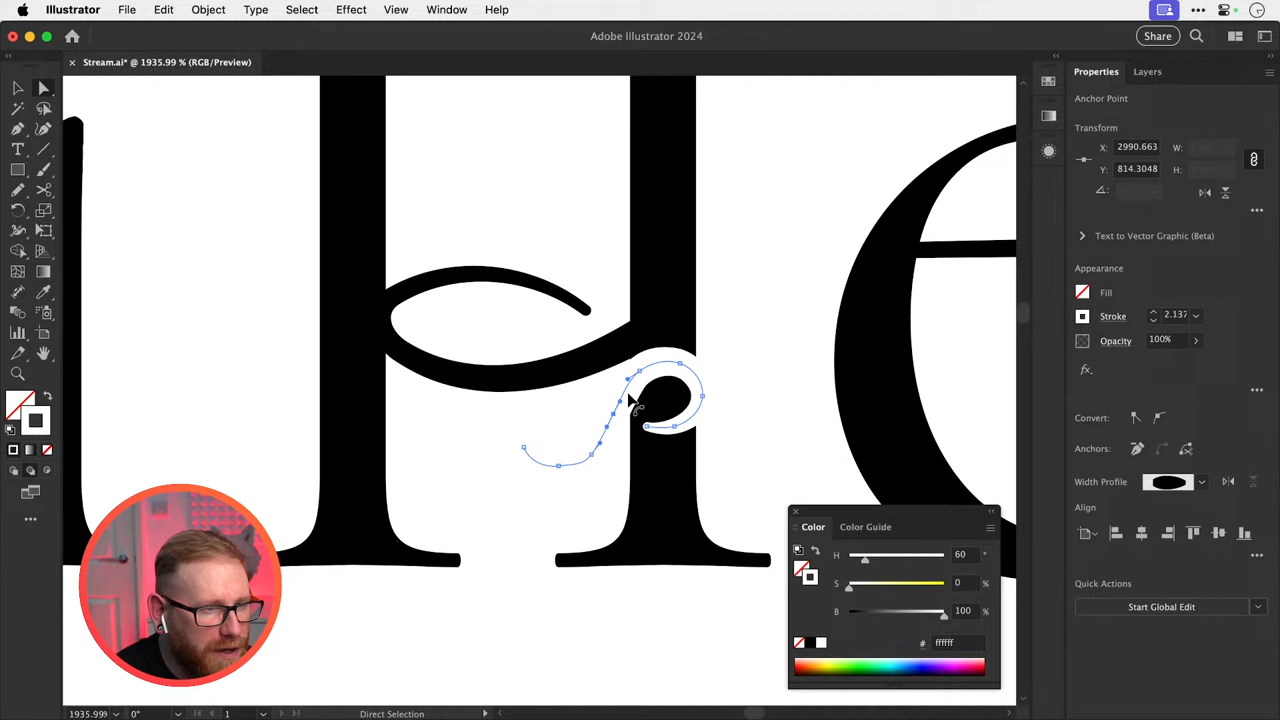 Illustrator File Edit Object Type Select Effect View Window Help
Adobe Illustrator 2024
Share
× Stream.ai* @ 1935.99 % (RGB/Preview)
Properties Layers
Anchor Point
Transform
X: 2990.663 W:
Y: 814.3048 H:
Text to Vector Graphic (Beta)
Appearance
Fill
Stroke 2.137
Opacity 100%
fx
Convert:
Anchors:
Width Profile
Align
Quick Actions
Start Global Edit
Color Color Guide
H 60 °
S 0 %
B 100 %
# ffffff
1935.99% 0° 1 Direct Selection